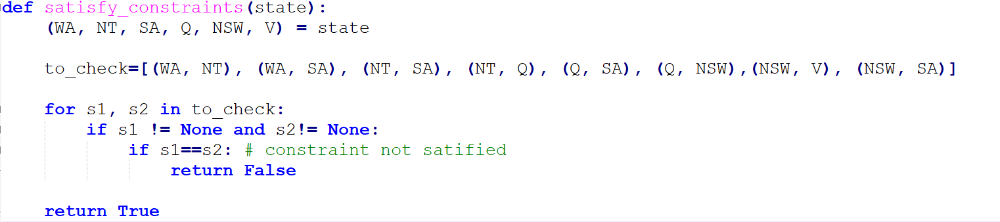 def satisfy_constraints(state):
    (WA, NT, SA, Q, NSW, V) = state
    to_check=[(WA, NT), (WA, SA), (NT, SA), (NT, Q), (Q, SA), (Q, NSW),(NSW, V), (NSW, SA)]
    for s1, s2 in to_check:
        if s1 != None and s2!= None:
            if s1==s2: # constraint not satified
                return False
    return True